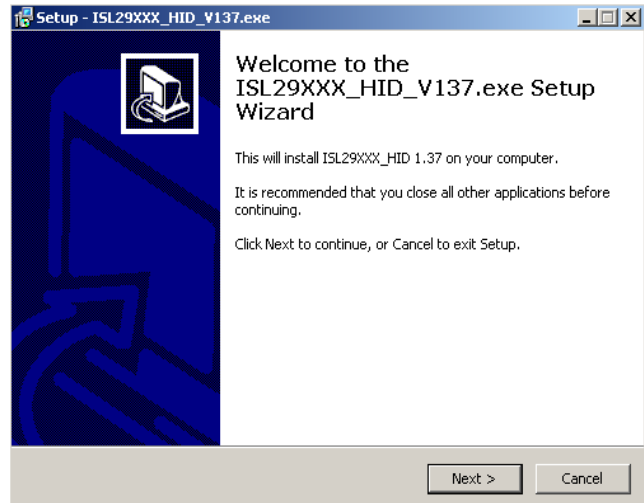 Setup - ISL29XXX_HID_V137.exe
Welcome to the
ISL29XXX_HID_V137.exe Setup
Wizard
This will install ISL29XXX_HID 1.37 on your computer.
It is recommended that you close all other applications before
continuing.
Click Next to continue, or Cancel to exit Setup.
Next >
Cancel